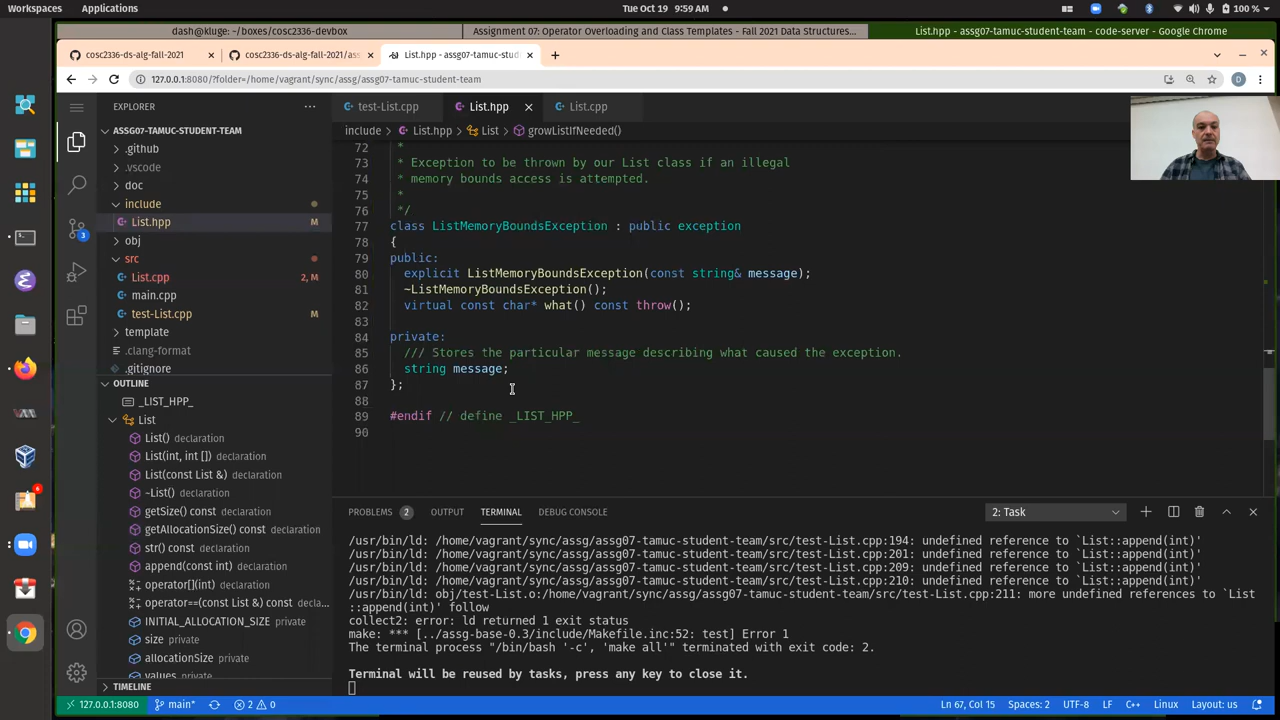 Workspaces Applications Tue Oct 19 9:59 AM 100 %
dash@kluge: ~/boxes/cosc2336-devbox Assignment 07: Operator Overloading and Class Templates - Fall 2021 Data Structures... List.hpp - assg07-tamuc-student-team - code-server - Google Chrome
cosc2336-ds-alg-fall-2021 cosc2336-ds-alg-fall-2021/ass List.hpp - assg07-tamuc-stud
127.0.0.1:8080/?folder=/home/vagrant/sync/assg/assg07-tamuc-student-team
EXPLORER
test-List.cpp List.hpp List.cpp
include > List.hpp > List > growListIfNeeded()
ASSG07-TAMUC-STUDENT-TEAM
.github
.vscode
doc
include
List.hpp M
obj
src
List.cpp 2, M
main.cpp
test-List.cpp M
template
.clang-format
.gitignore
OUTLINE
_LIST_HPP_
List
List() declaration
List(int, int []) declaration
List(const List &) declaration
~List() declaration
getSize() const declaration
getAllocationSize() const declaration
str() const declaration
append(const int) declaration
operator[](int) declaration
operator==(const List &) const decla...
INITIAL_ALLOCATION_SIZE private
size private
allocationSize private
values private
TIMELINE
72 *
73 * Exception to be thrown by our List class if an illegal
74 * memory bounds access is attempted.
75 *
76 */
77 class ListMemoryBoundsException : public exception
78 {
79 public:
80 explicit ListMemoryBoundsException(const string& message);
81 ~ListMemoryBoundsException();
82 virtual const char* what() const throw();
83
84 private:
85 /// Stores the particular message describing what caused the exception.
86 string message;
87 };
88
89 #endif // define _LIST_HPP_
90
PROBLEMS 2 OUTPUT TERMINAL DEBUG CONSOLE 2: Task
/usr/bin/ld: /home/vagrant/sync/assg/assg07-tamuc-student-team/src/test-List.cpp:194: undefined reference to `List::append(int)'
/usr/bin/ld: /home/vagrant/sync/assg/assg07-tamuc-student-team/src/test-List.cpp:201: undefined reference to `List::append(int)'
/usr/bin/ld: /home/vagrant/sync/assg/assg07-tamuc-student-team/src/test-List.cpp:209: undefined reference to `List::append(int)'
/usr/bin/ld: /home/vagrant/sync/assg/assg07-tamuc-student-team/src/test-List.cpp:210: undefined reference to `List::append(int)'
/usr/bin/ld: obj/test-List.o:/home/vagrant/sync/assg/assg07-tamuc-student-team/src/test-List.cpp:211: more undefined references to `List
::append(int)' follow
collect2: error: ld returned 1 exit status
make: *** [../assg-base-0.3/include/Makefile.inc:52: test] Error 1
The terminal process "/bin/bash '-c', 'make all'" terminated with exit code: 2.
Terminal will be reused by tasks, press any key to close it.
127.0.0.1:8080 main* 2 0 Ln 67, Col 15 Spaces: 2 UTF-8 LF C++ Linux Layout: us